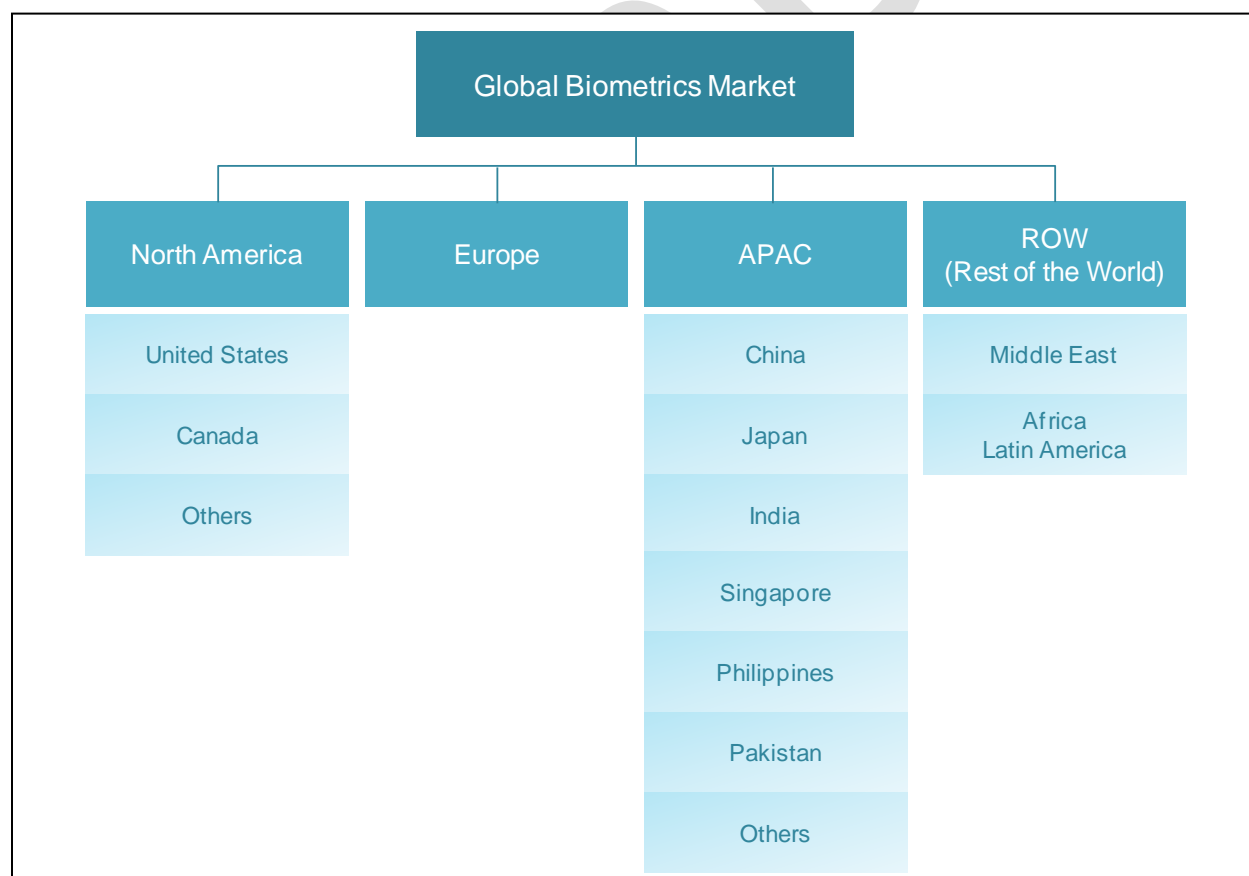 Global Biometrics Market
North America
Europe
APAC
ROW
(Rest of the World)
United States
Canada
Others
China
Japan
India
Singapore
Philippines
Pakistan
Others
Middle East
Africa
Latin America